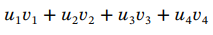 u₁v₁ + u₂v₂ + u₃v₃ + u₄v₄